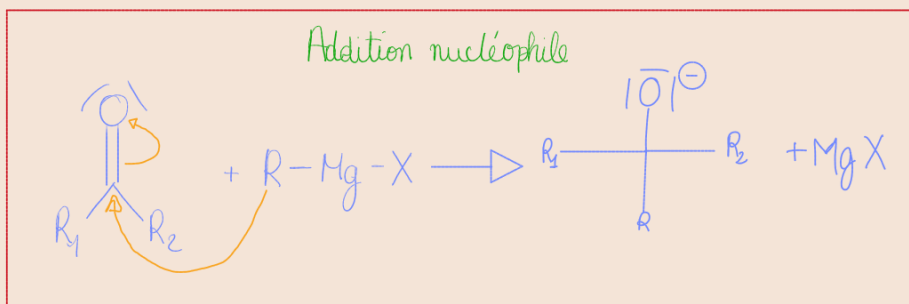 Addition nucléophile
|O̅|⊖
O
+ R-Mg-X → R₁ R₂ + MgX
R₁ R₂
R